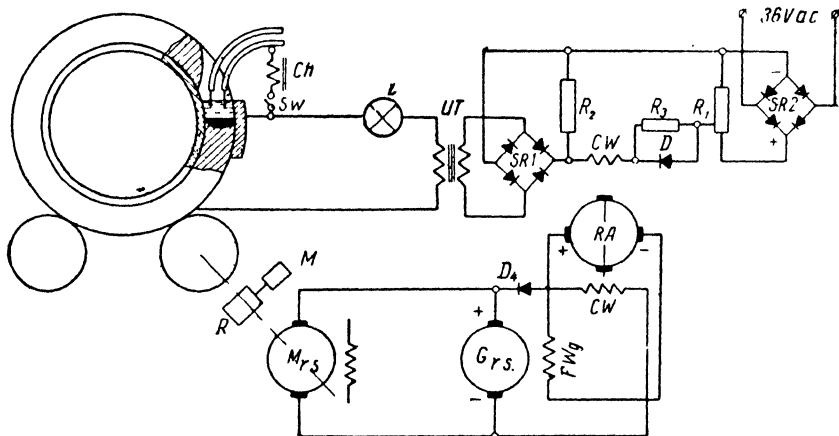 36Vac
Ch
Sw
l
UT
SR1
R2
CW
R3
D
R1
SR2
−
+
RA
+
−
D4
CW
M
R
Mrs
+
Grs.
−
FWg